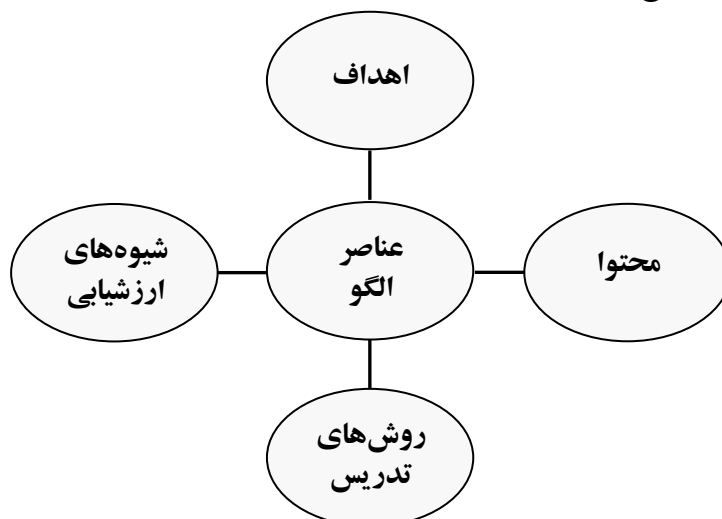 اهداف
عناصر
الگو
محتوا
شیوه‌های
ارزشیابی
روش‌های
تدریس